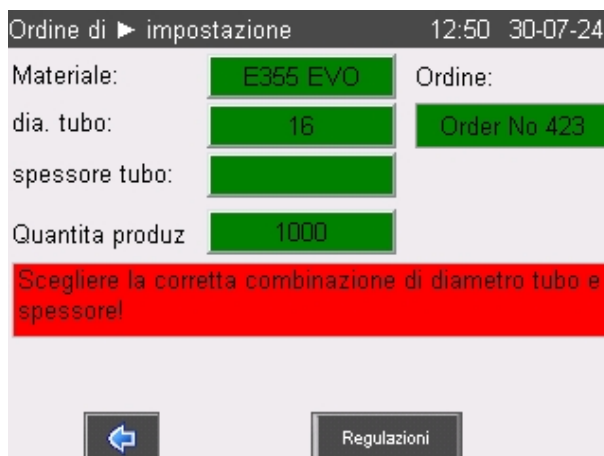 Ordine di ► impostazione 12:50 30-07-24
Materiale: E355 EVO Ordine:
dia. tubo: 16 Order No 423
spessore tubo:
Quantita produz 1000
Scegliere la corretta combinazione di diametro tubo e
spessore!
Regulazioni